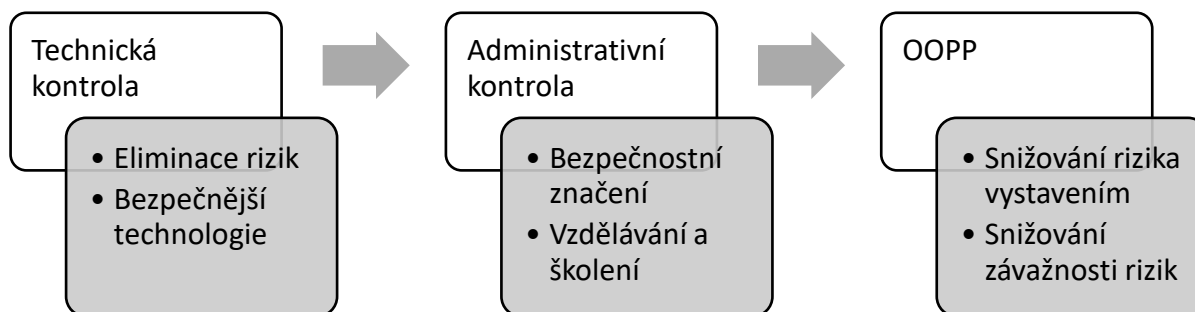 Technická
kontrola
• Eliminace rizik
• Bezpečnější
technologie
Administrativní
kontrola
• Bezpečnostní
značení
• Vzdělávání a
školení
OOPP
• Snižování rizika
vystavením
• Snižování
závažnosti rizik